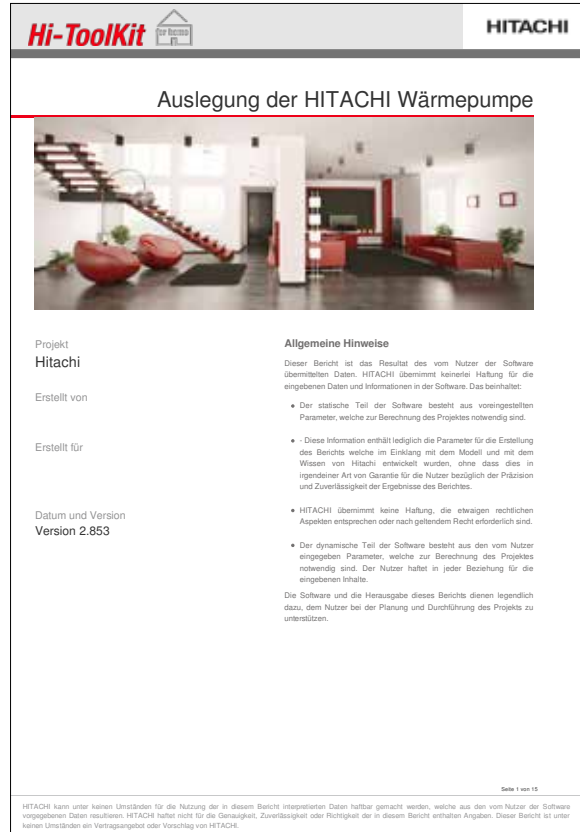 Hi-ToolKit for home
HITACHI
Auslegung der HITACHI Wärmepumpe
Projekt
Hitachi
Erstellt von
Erstellt für
Datum und Version
Version 2.853
Allgemeine Hinweise
Dieser Bericht ist das Resultat des vom Nutzer der Software
übermittelten Daten. HITACHI übernimmt keinerlei Haftung für die
eingebenen Daten und Informationen in der Software. Das beinhaltet:
• Der statische Teil der Software besteht aus voreingestellten
Parameter, welche zur Berechnung des Projektes notwendig sind.
• - Diese Information enthält lediglich die Parameter für die Erstellung
des Berichts welche im Einklang mit dem Modell und mit dem
Wissen von Hitachi entwickelt wurden, ohne dass dies in
irgendeiner Art von Garantie für die Nutzer bezüglich der Präzision
und Zuverlässigkeit der Ergebnisse des Berichtes.
• HITACHI übernimmt keine Haftung, die etwaigen rechtlichen
Aspekten entsprechen oder nach geltendem Recht erforderlich sind.
• Der dynamische Teil der Software besteht aus den vom Nutzer
eingegeben Parameter, welche zur Berechnung des Projektes
notwendig sind. Der Nutzer haftet in jeder Beziehung für die
eingebenen Inhalte.
Die Software und die Herausgabe dieses Berichts dienen legendlich
dazu, dem Nutzer bei der Planung und Durchführung des Projekts zu
unterstützen.
Seite 1 von 15
HITACHI kann unter keinen Umständen für die Nutzung der in diesem Bericht interpretierten Daten haftbar gemacht werden, welche aus den vom Nutzer der Software
vorgegebenen Daten resultieren. HITACHI haftet nicht für die Genauigkeit, Zuverlässigkeit oder Richtigkeit der in diesem Bericht enthalten Angaben. Dieser Bericht ist unter
keinen Umständen ein Vertragsangebot oder Vorschlag von HITACHI.